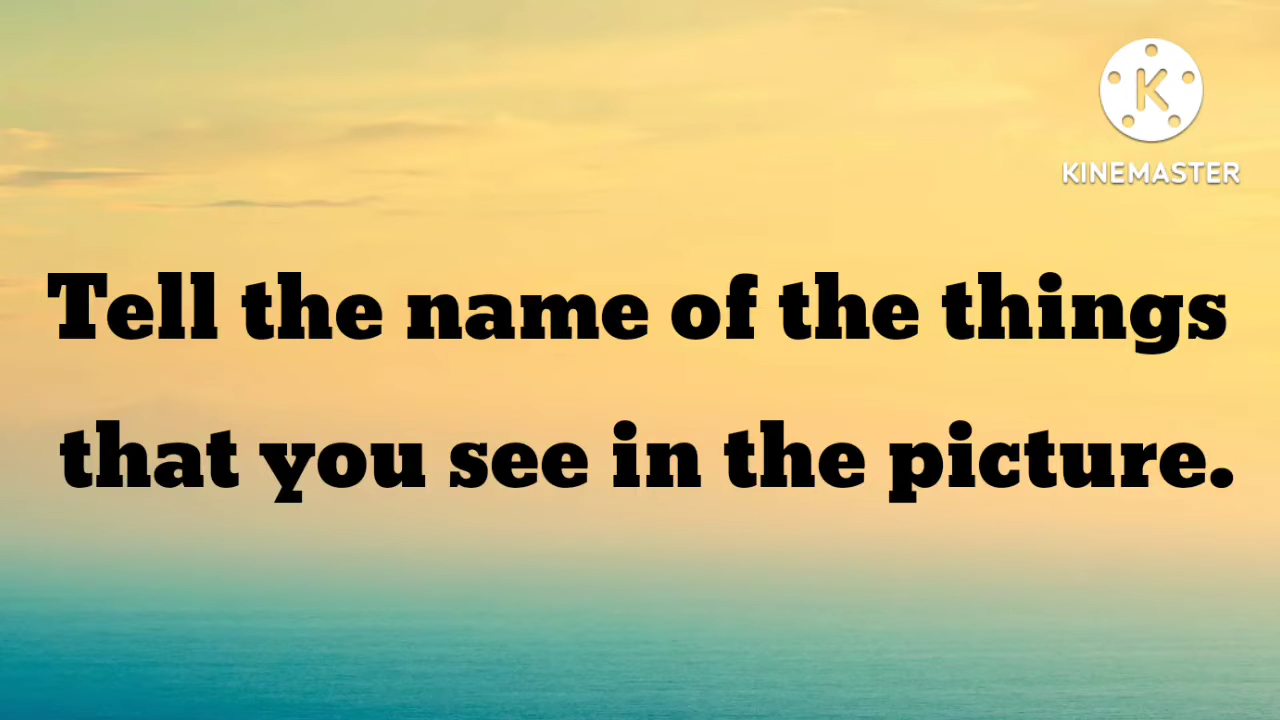 K
KINEMASTER
Tell the name of the things
that you see in the picture.